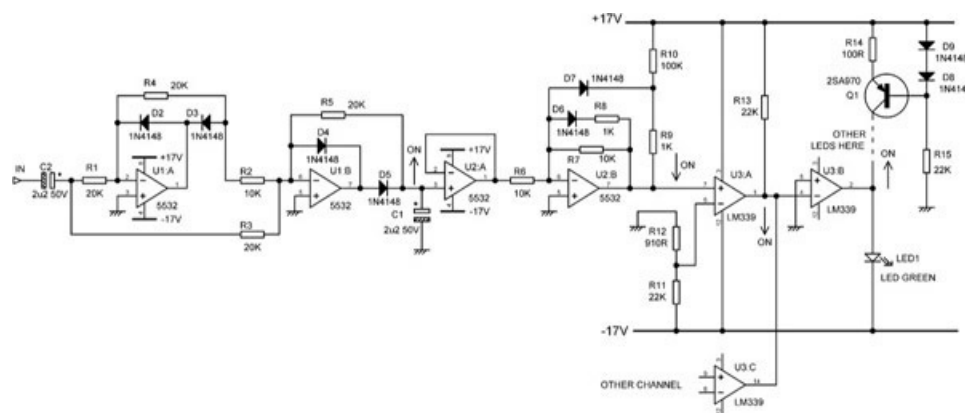 +17V
R14
100R
D9
1N4148
R10
100K
R4
20K
D7
1N4148
2SA970
Q1
D8
1N414
D2
D3
1N4148
1N4148
R5
20K
D6
R8
1N4148
1K
R13
22K
D4
1N4148
ON
R9
1K
OTHER
LEDS HERE
+17V
U1:A
+17V
U2:A
R7
10K
ON
U3:A
U3:B
ON
R15
22K
IN
C2
2u2 50V
R1
20K
-17V
5532
R2
10K
U1:B
5532
D5
1N4148
C1
2u2 50V
-17V
5532
R6
10K
U2:B
5532
R12
910R
LM339
ON
LM339
R3
20K
R11
22K
LED1
LED GREEN
-17V
U3:C
OTHER CHANNEL
LM339